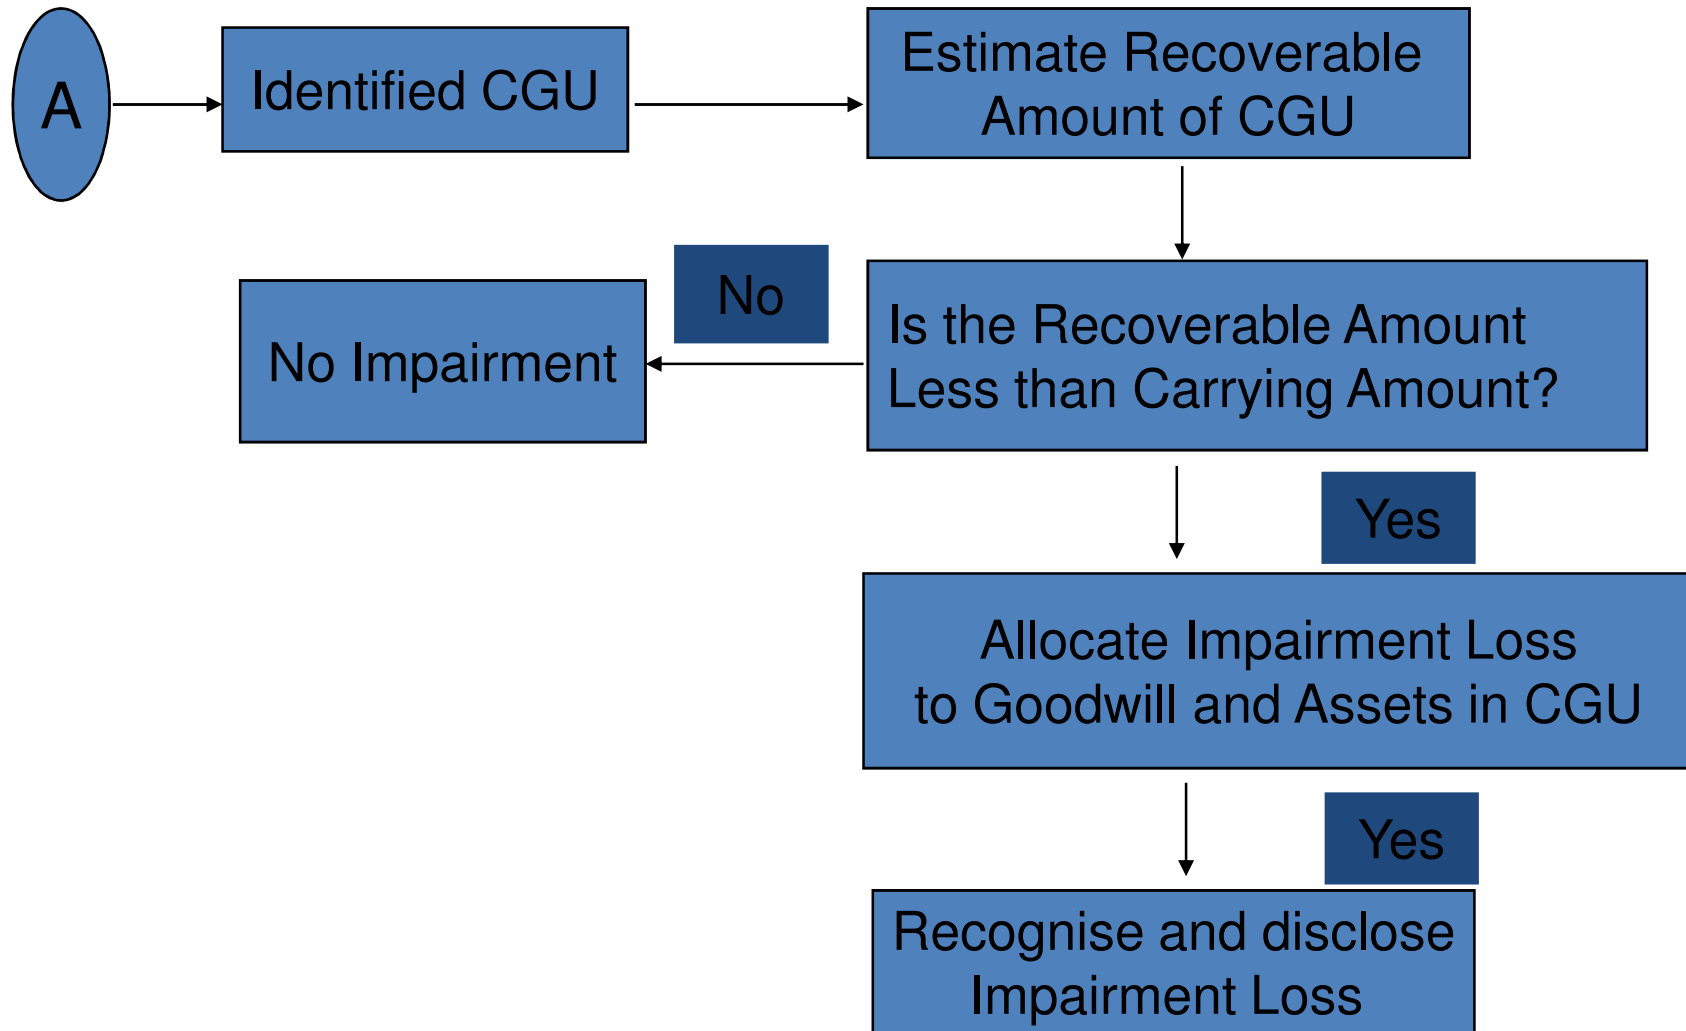 A
Identified CGU
Estimate Recoverable
Amount of CGU
No
No Impairment
Is the Recoverable Amount
Less than Carrying Amount?
Yes
Allocate Impairment Loss
to Goodwill and Assets in CGU
Yes
Recognise and disclose
Impairment Loss